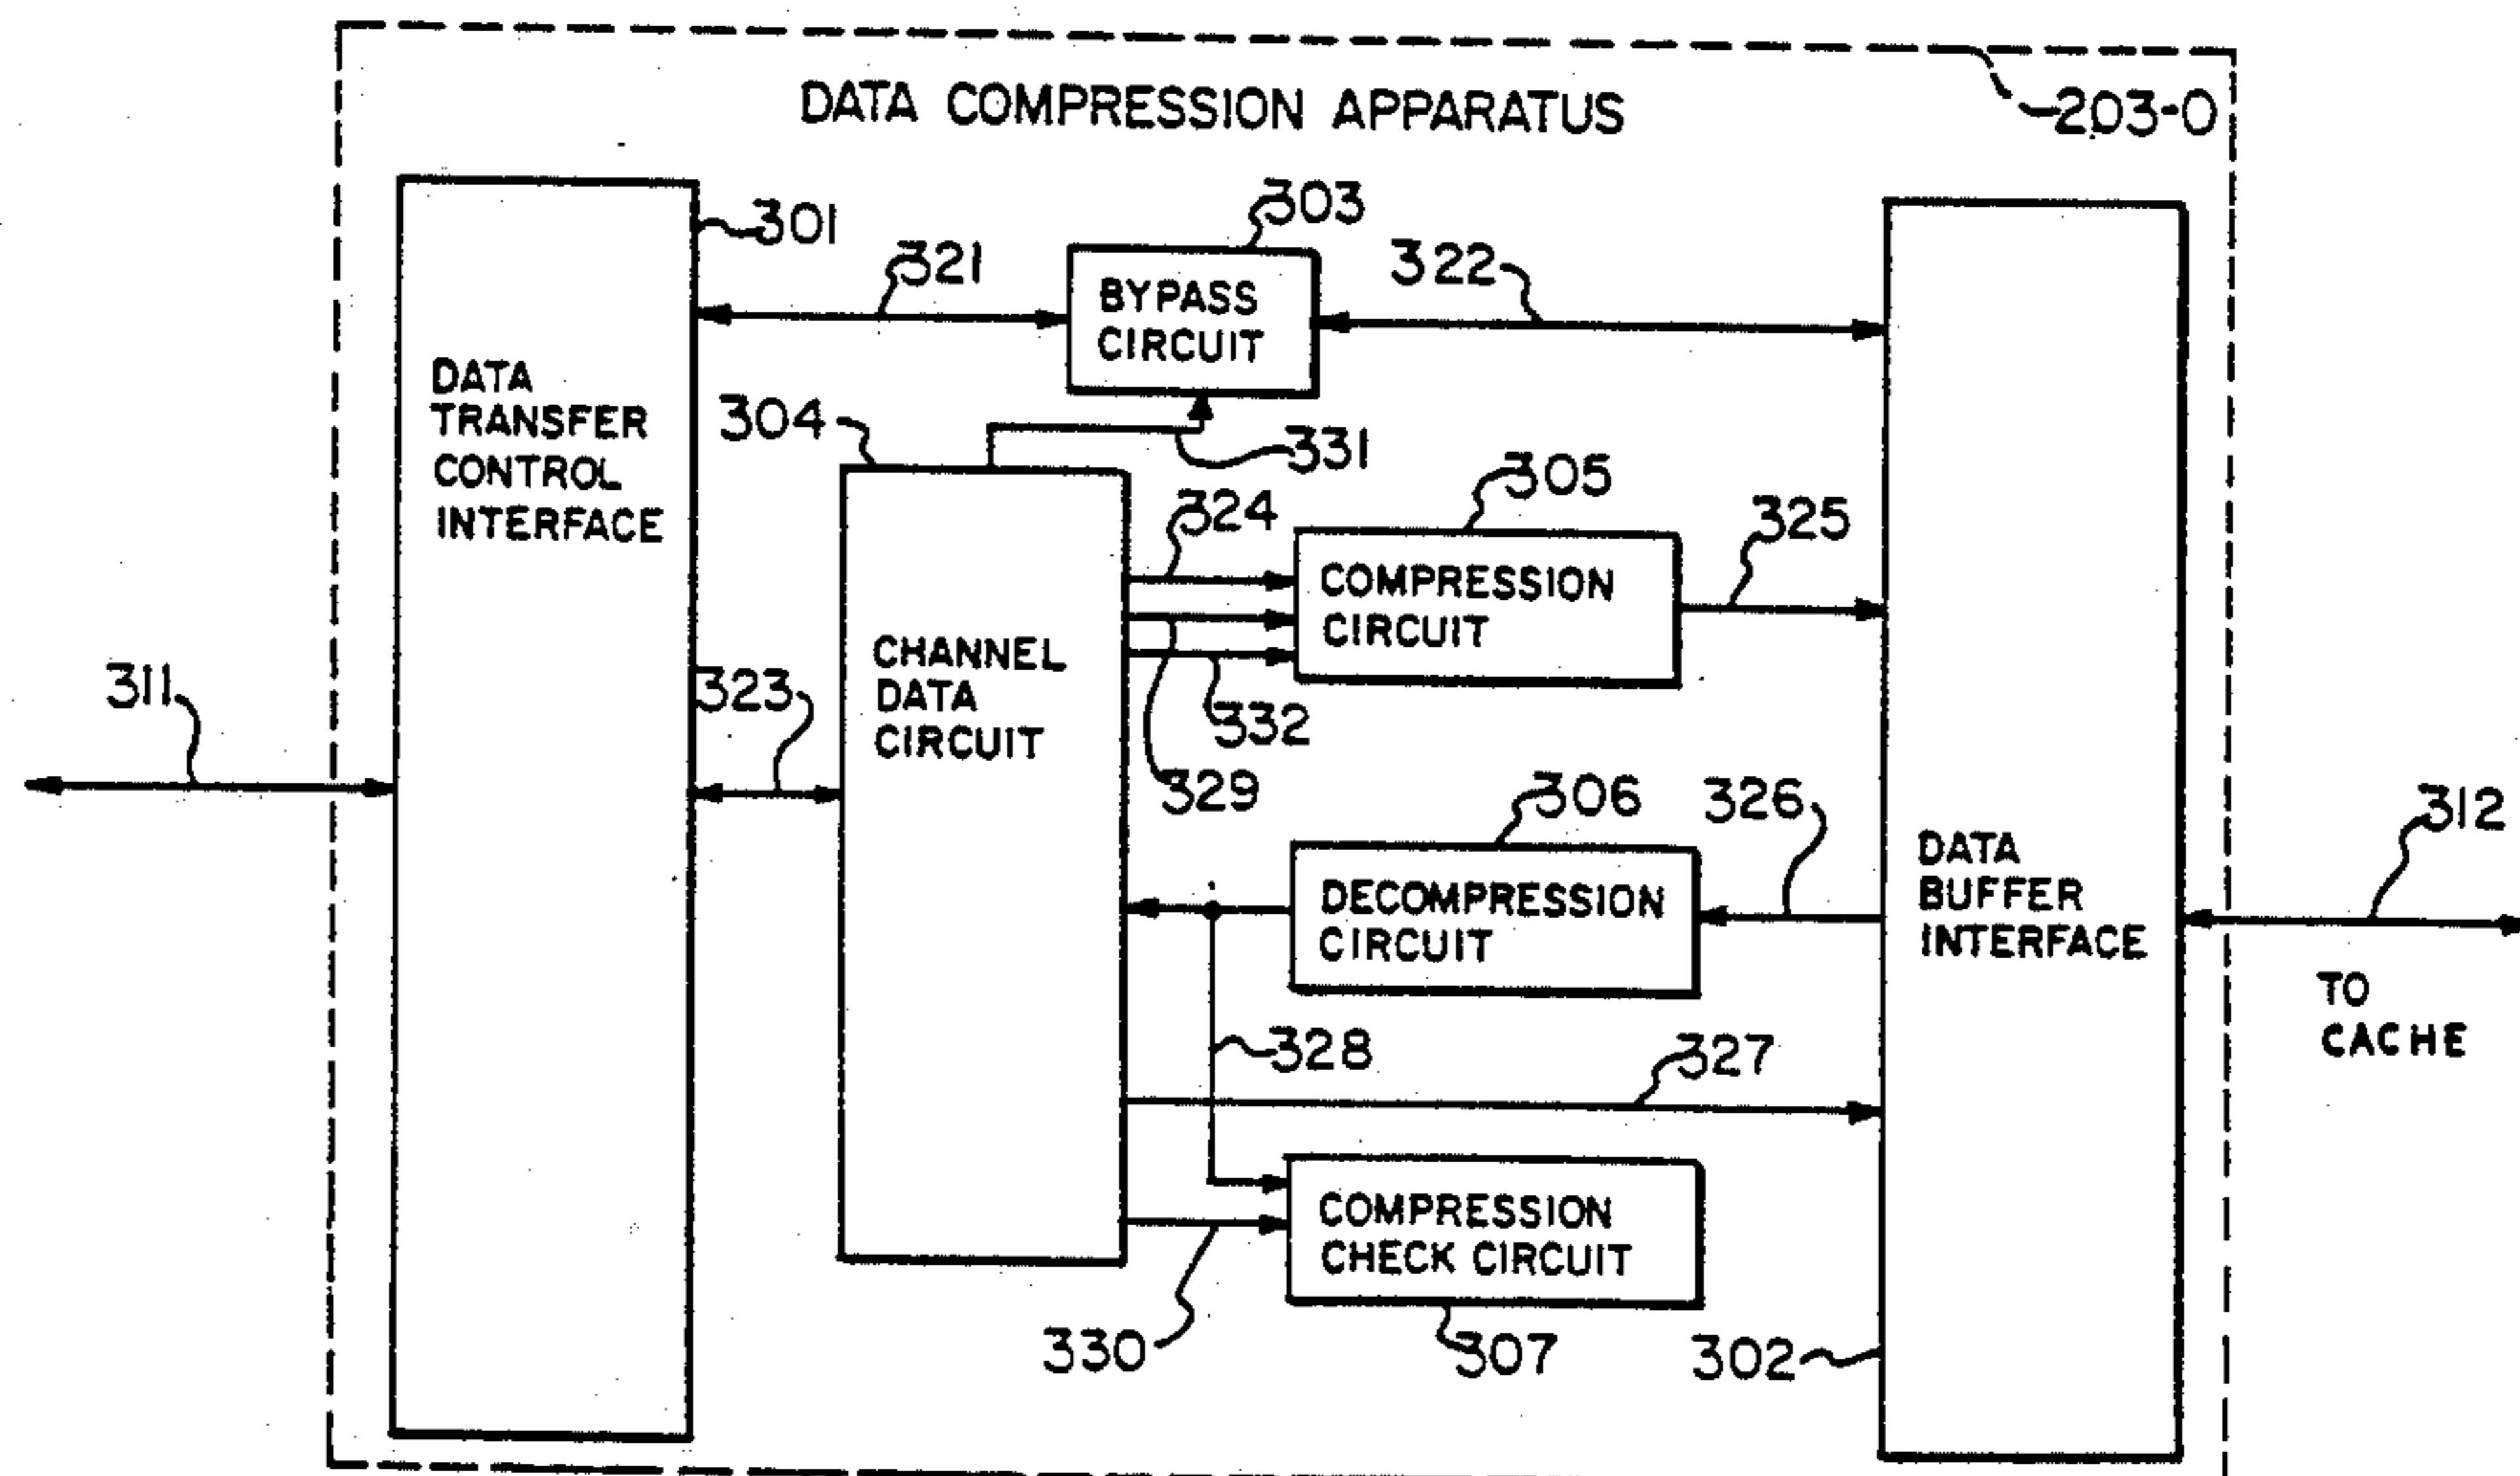 DATA COMPRESSION APPARATUS
203-0
301
303
321
322
BYPASS
CIRCUIT
DATA
TRANSFER
CONTROL
INTERFACE
304
331
305
324
325
COMPRESSION
CIRCUIT
CHANNEL
DATA
CIRCUIT
311
323
332
329
306
326
312
DECOMPRESSION
CIRCUIT
DATA
BUFFER
INTERFACE
TO
CACHE
328
327
COMPRESSION
CHECK CIRCUIT
330
307
302